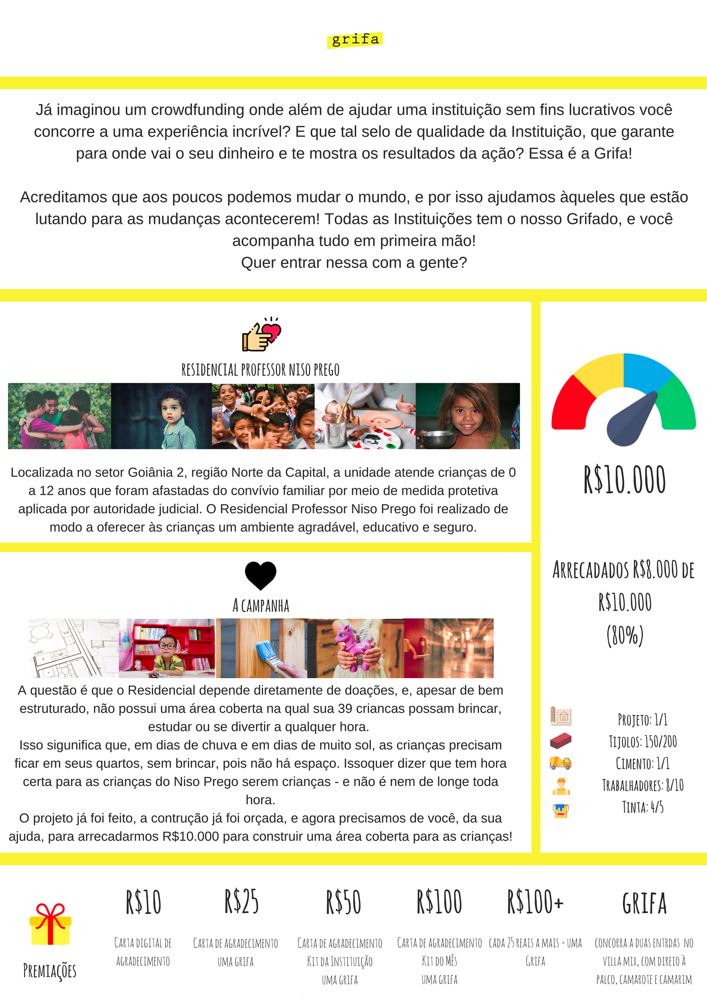 grifa
Já imaginou um crowdfunding onde além de ajudar uma instituição sem fins lucrativos você
concorre a uma experiência incrível? E que tal selo de qualidade da Instituição, que garante
para onde vai o seu dinheiro e te mostra os resultados da ação? Essa é a Grifa!
Acreditamos que aos poucos podemos mudar o mundo, e por isso ajudamos àqueles que estão
lutando para as mudanças acontecerem! Todas as Instituições tem o nosso Grifado, e você
acompanha tudo em primeira mão!
Quer entrar nessa com a gente?
RESIDENCIAL PROFESSOR NISO PREGO
Localizada no setor Goiânia 2, região Norte da Capital, a unidade atende crianças de 0
a 12 anos que foram afastadas do convívio familiar por meio de medida protetiva
aplicada por autoridade judicial. O Residencial Professor Niso Prego foi realizado de
modo a oferecer às crianças um ambiente agradável, educativo e seguro.
A CAMPANHA
A questão é que o Residencial depende diretamente de doações, e, apesar de bem
estruturado, não possui uma área coberta na qual sua 39 criancas possam brincar,
estudar ou se divertir a qualquer hora.
Isso sigunifica que, em dias de chuva e em dias de muito sol, as crianças precisam
ficar em seus quartos, sem brincar, pois não há espaço. Issoquer dizer que tem hora
certa para as crianças do Niso Prego serem crianças - e não é nem de longe toda
hora.
O projeto já foi feito, a contrução já foi orçada, e agora precisamos de você, da sua
ajuda, para arrecadarmos R$10.000 para construir uma área coberta para as crianças!
R$10.000
ARRECADADOS R$8.000 DE
R$10.000
(80%)
PROJETO: 1/1
TIJOLOS: 150/200
CIMENTO: 1/1
TRABALHADORES: 8/10
TINTA: 4/5
PREMIAÇÕES
R$10
CARTA DIGITAL DE
AGRADECIMENTO
R$25
CARTA DE AGRADECIMENTO
UMA GRIFA
R$50
CARTA DE AGRADECIMENTO
KIT DA INSTITUIÇÃO
UMA GRIFA
R$100
CARTA DE AGRADECIMENTO
KIT DO MÊS
UMA GRIFA
R$100+
CADA 25 REAIS A MAIS = UMA
GRIFA
GRIFA
CONCORRA A DUAS ENTRDAS NO
VILLA MIX, COM DIREIO À
PALCO, CAMAROTE E CAMARIM